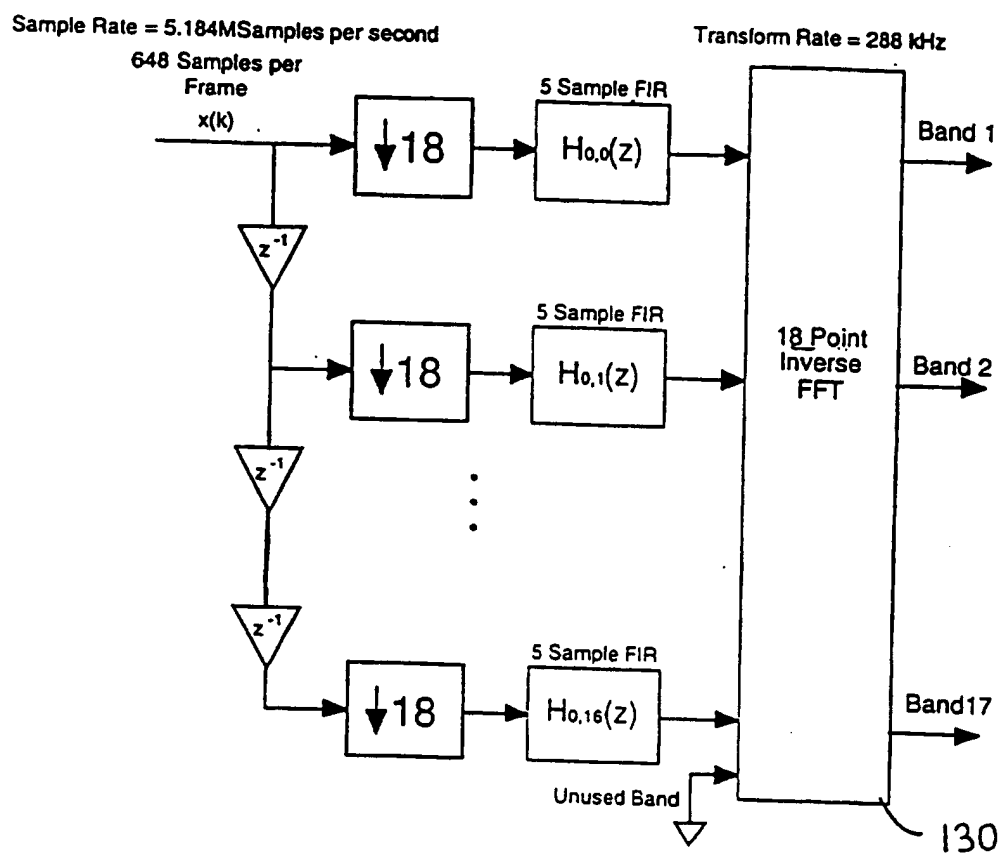 Sample Rate = 5.184MSamples per second
648 Samples per
Frame
x(k)
Transform Rate = 288 kHz
5 Sample FIR
↓18
H0,0(z)
Band 1
z-1
5 Sample FIR
↓18
H0,1(z)
18 Point
Inverse
FFT
Band 2
z-1
z-1
5 Sample FIR
↓18
H0,16(z)
Band17
Unused Band
130